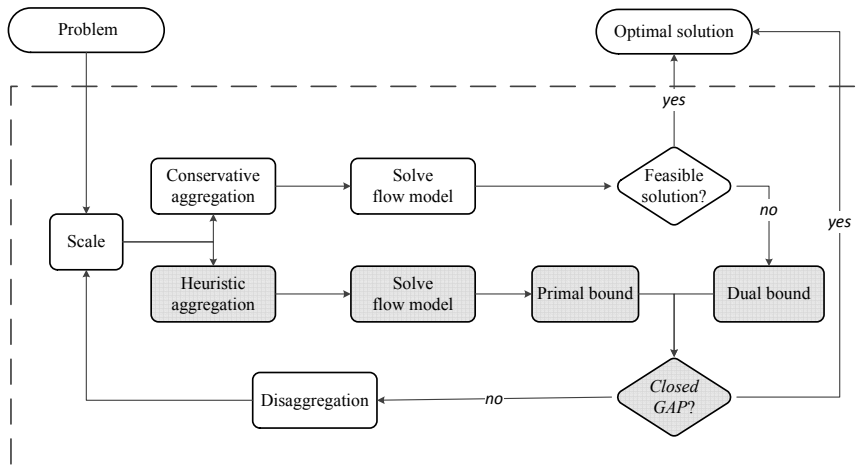 Problem
Optimal solution
yes
Conservative
aggregation
Solve
flow model
Feasible
solution?
no
yes
Scale
Heuristic
aggregation
Solve
flow model
Primal bound
Dual bound
Disaggregation
no
Closed
GAP?